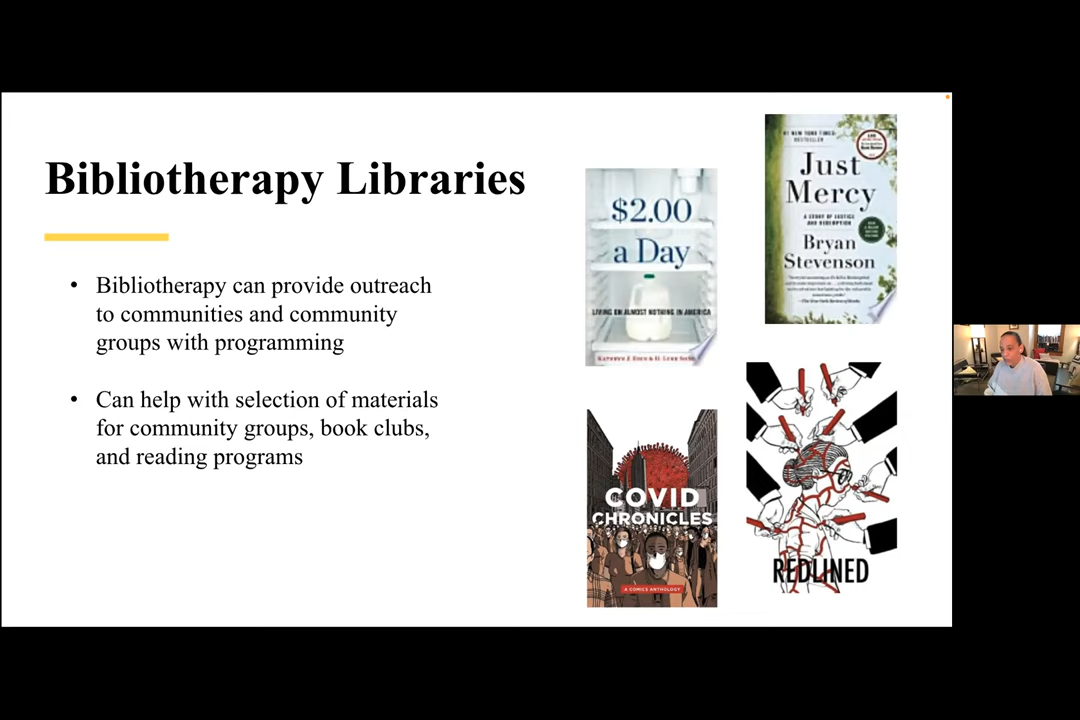 Bibliotherapy Libraries
• Bibliotherapy can provide outreach
to communities and community
groups with programming
• Can help with selection of materials
for community groups, book clubs,
and reading programs
$2.00
a Day
LIVING ON ALMOST NOTHING IN AMERICA
#1 NEW YORK TIMES
BESTSELLER
Just
Mercy
A STORY OF JUSTICE
AND REDEMPTION
Bryan
Stevenson
COVID
CHRONICLES
A COMICS ANTHOLOGY
REDLINED